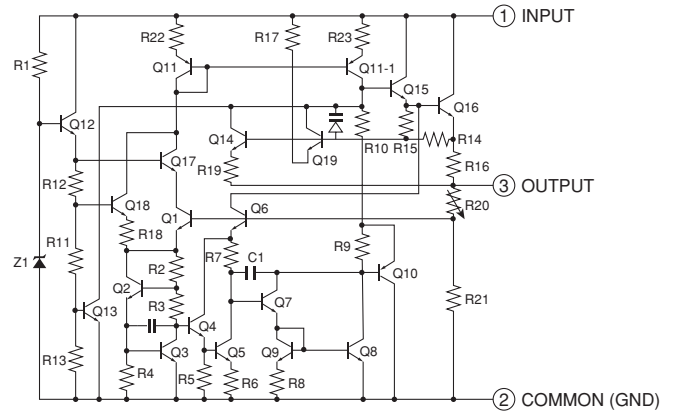 1 INPUT
R22
R17
R23
R1
Q11
Q11-1
Q15
Q16
Q12
Q14
R10
R15
R14
Q17
R19
Q19
R16
R12
3 OUTPUT
Q18
Q1
Q6
R20
R18
R11
R9
Z1
R2
R7
C1
Q10
Q2
R21
R3
Q7
Q13
Q4
Q3
Q5
Q9
Q8
R13
R4
R5
R6
R8
2 COMMON (GND)